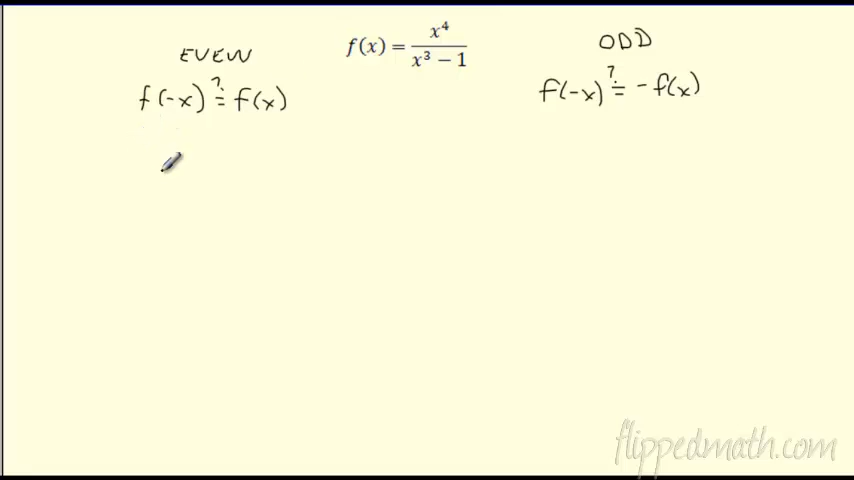 EVEN
f(-x) ≟ f(x)
f(x) = x⁴ / (x³ − 1)
ODD
f(-x) ≟ -f(x)
flippedmath.com